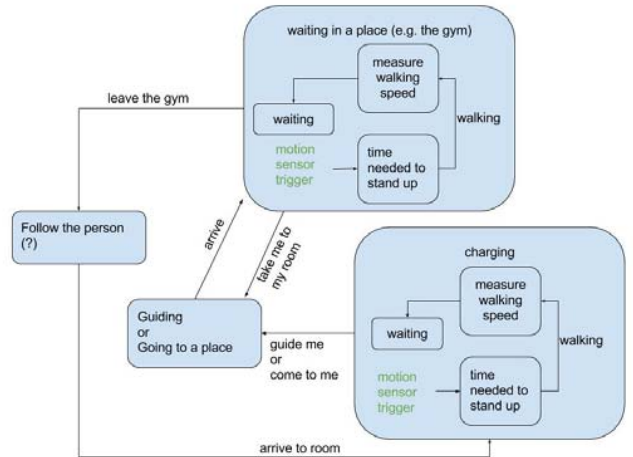 waiting in a place (e.g. the gym)
measure
walking
speed
leave the gym
waiting
walking
motion
sensor
trigger
time
needed to
stand up
Follow the person
(?)
arrive
take me to
my room
charging
measure
walking
speed
Guiding
or
Going to a place
guide me
or
come to me
waiting
walking
motion
sensor
trigger
time
needed to
stand up
arrive to room